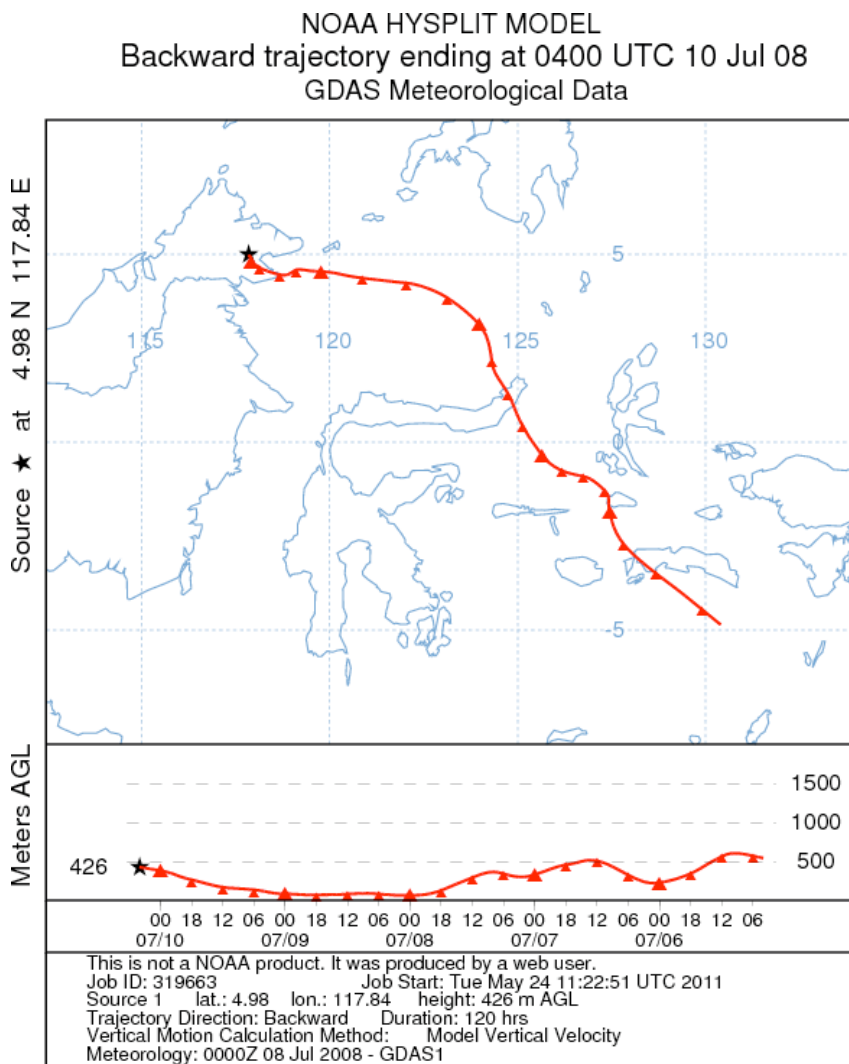 NOAA HYSPLIT MODEL
Backward trajectory ending at 0400 UTC 10 Jul 08
GDAS Meteorological Data
Source ★ at 4.98 N 117.84 E
5
115 120 125 130
0
-5
Meters AGL
1500
1000
426 500
00 18 12 06 00 18 12 06 00 18 12 06 00 18 12 06 00 18 12 06
07/10 07/09 07/08 07/07 07/06
This is not a NOAA product. It was produced by a web user.
Job ID: 319663 Job Start: Tue May 24 11:22:51 UTC 2011
Source 1 lat.: 4.98 lon.: 117.84 height: 426 m AGL
Trajectory Direction: Backward Duration: 120 hrs
Vertical Motion Calculation Method: Model Vertical Velocity
Meteorology: 0000Z 08 Jul 2008 - GDAS1